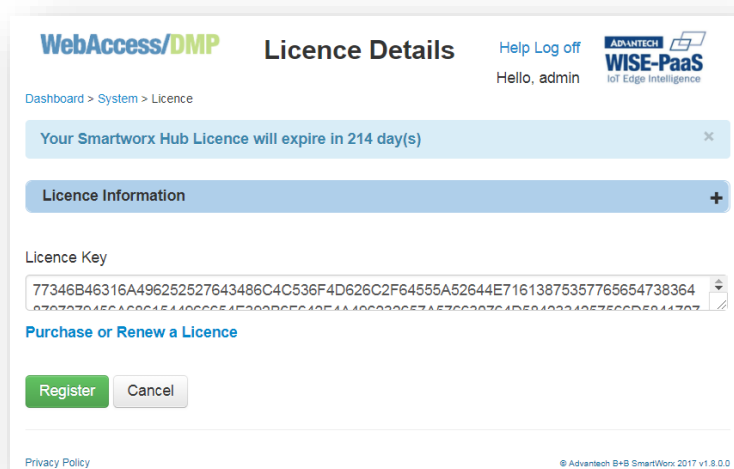 WebAccess/DMP
Licence Details
Help Log off
Hello, admin
ADVANTECH
WISE-PaaS
IoT Edge Intelligence
Dashboard > System > Licence
Your Smartworx Hub Licence will expire in 214 day(s)
×
Licence Information
+
Licence Key
77346B46316A496252527643486C4C536F4D626C2F64555A52644E71613875357765654738364
Purchase or Renew a Licence
Register
Cancel
Privacy Policy
© Advantech B+B SmartWorx 2017 v1.8.0.0